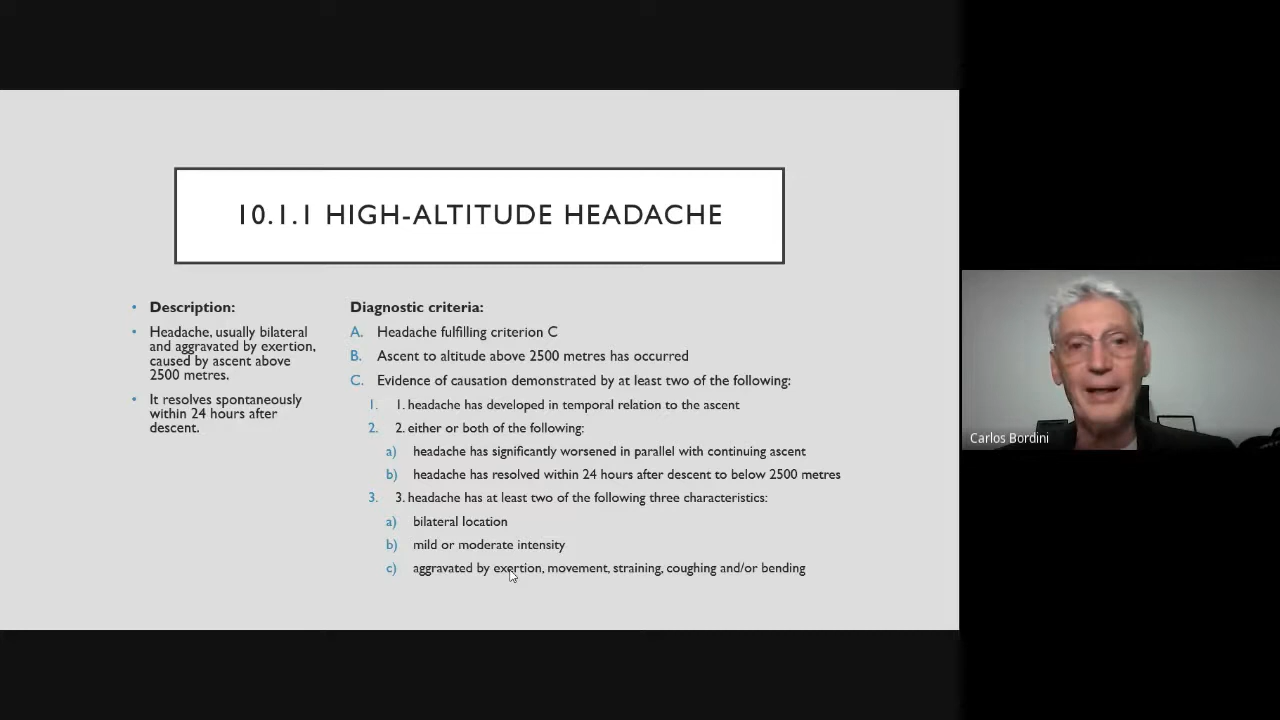 10.1.1 HIGH-ALTITUDE HEADACHE
• Description:
• Headache, usually bilateral
and aggravated by exertion,
caused by ascent above
2500 metres.
• It resolves spontaneously
within 24 hours after
descent.
Diagnostic criteria:
A. Headache fulfilling criterion C
B. Ascent to altitude above 2500 metres has occurred
C. Evidence of causation demonstrated by at least two of the following:
1. 1. headache has developed in temporal relation to the ascent
2. 2. either or both of the following:
a) headache has significantly worsened in parallel with continuing ascent
b) headache has resolved within 24 hours after descent to below 2500 metres
3. 3. headache has at least two of the following three characteristics:
a) bilateral location
b) mild or moderate intensity
c) aggravated by exertion, movement, straining, coughing and/or bending
Carlos Bordini